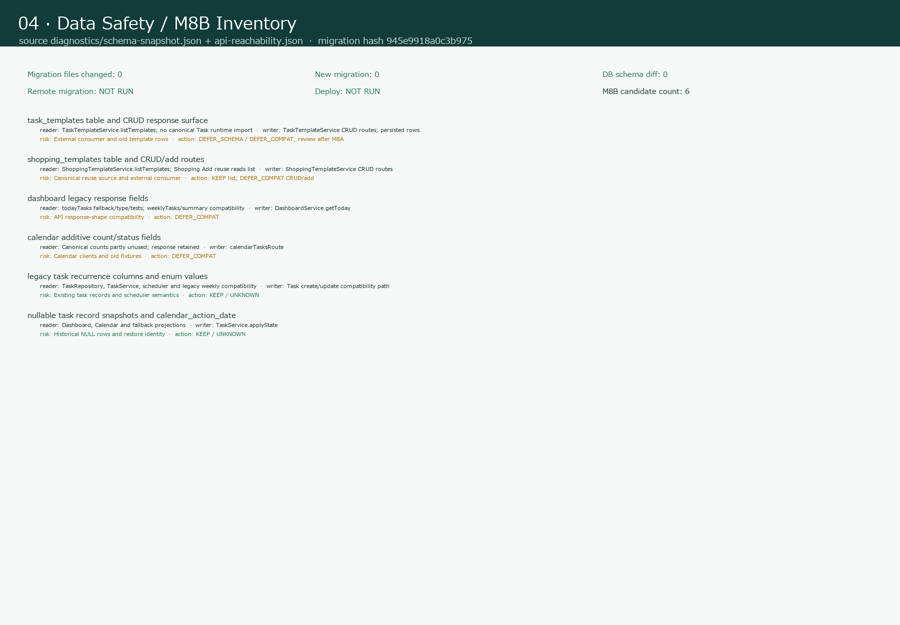 04 · Data Safety / M8B Inventory
source diagnostics/schema-snapshot.json + api-reachability.json · migration hash 945e9918a0c3b975
Migration files changed: 0
New migration: 0
DB schema diff: 0
Remote migration: NOT RUN
Deploy: NOT RUN
M8B candidate count: 6
task_templates table and CRUD response surface
reader: TaskTemplateService.listTemplates; no canonical Task runtime import · writer: TaskTemplateService CRUD routes; persisted rows
risk: External consumer and old template rows · action: DEFER_SCHEMA / DEFER_COMPAT; review after M8A
shopping_templates table and CRUD/add routes
reader: ShoppingTemplateService.listTemplates; Shopping Add reuse reads list · writer: ShoppingTemplateService CRUD routes
risk: Canonical reuse source and external consumer · action: KEEP list; DEFER_COMPAT CRUD/add
dashboard legacy response fields
reader: todayTasks fallback/type/tests; weeklyTasks/summary compatibility · writer: DashboardService.getToday
risk: API response-shape compatibility · action: DEFER_COMPAT
calendar additive count/status fields
reader: Canonical counts partly unused; response retained · writer: calendarTasksRoute
risk: Calendar clients and old fixtures · action: DEFER_COMPAT
legacy task recurrence columns and enum values
reader: TaskRepository, TaskService, scheduler and legacy weekly compatibility · writer: Task create/update compatibility path
risk: Existing task records and scheduler semantics · action: KEEP / UNKNOWN
nullable task record snapshots and calendar_action_date
reader: Dashboard, Calendar and fallback projections · writer: TaskService.applyState
risk: Historical NULL rows and restore identity · action: KEEP / UNKNOWN